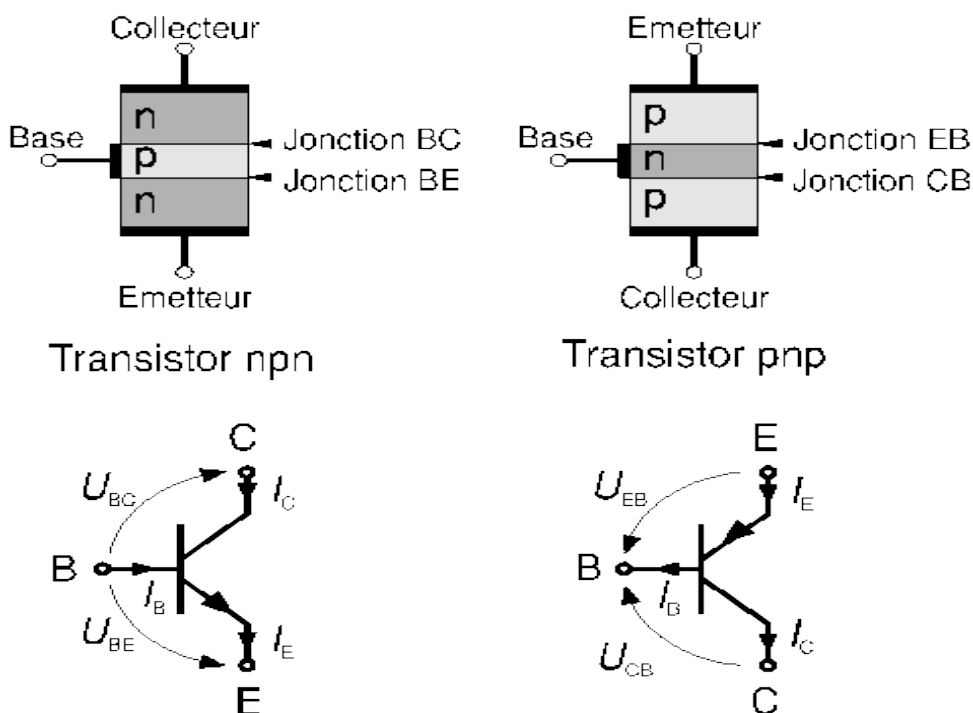 Collecteur
Emetteur
n
p
Base
Jonction BC
Base
Jonction EB
p
n
Jonction BE
Jonction CB
n
p
Emetteur
Collecteur
Transistor npn
Transistor pnp
C
E
UBC
IC
UEB
IE
B
IB
B
IB
UBE
IE
UCB
IC
E
C